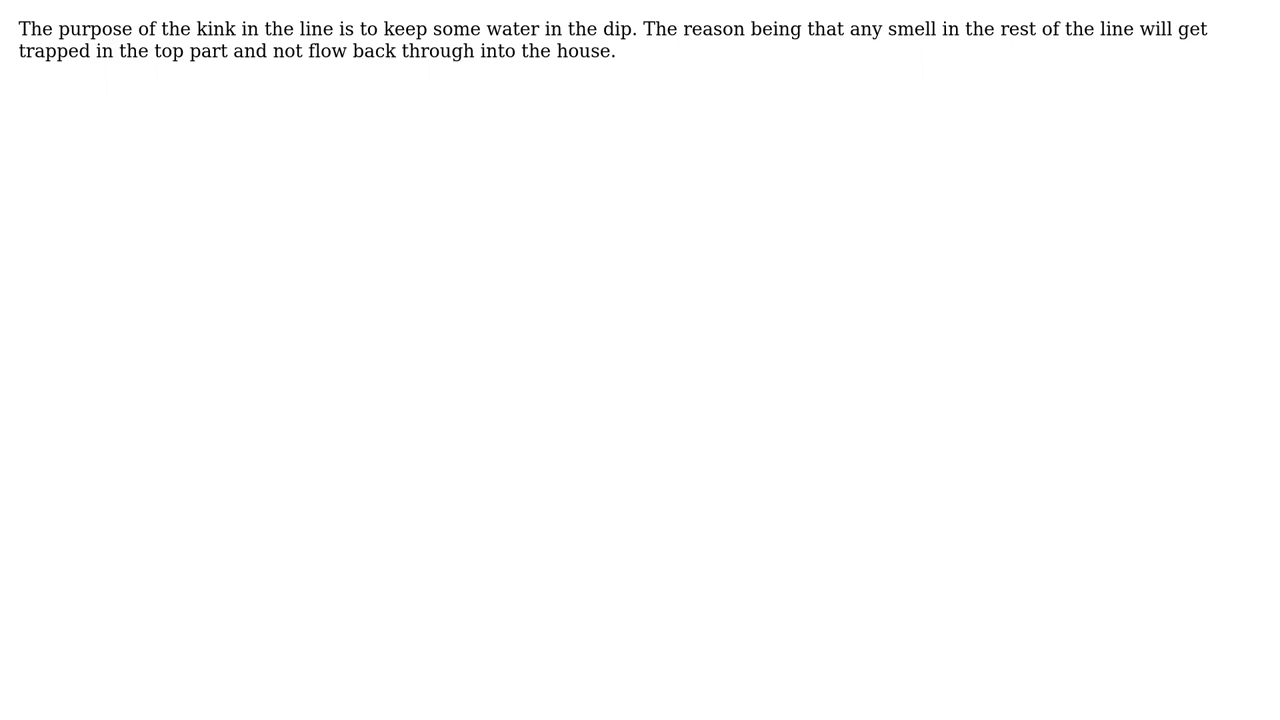 The purpose of the kink in the line is to keep some water in the dip. The reason being that any smell in the rest of the line will get
trapped in the top part and not flow back through into the house.